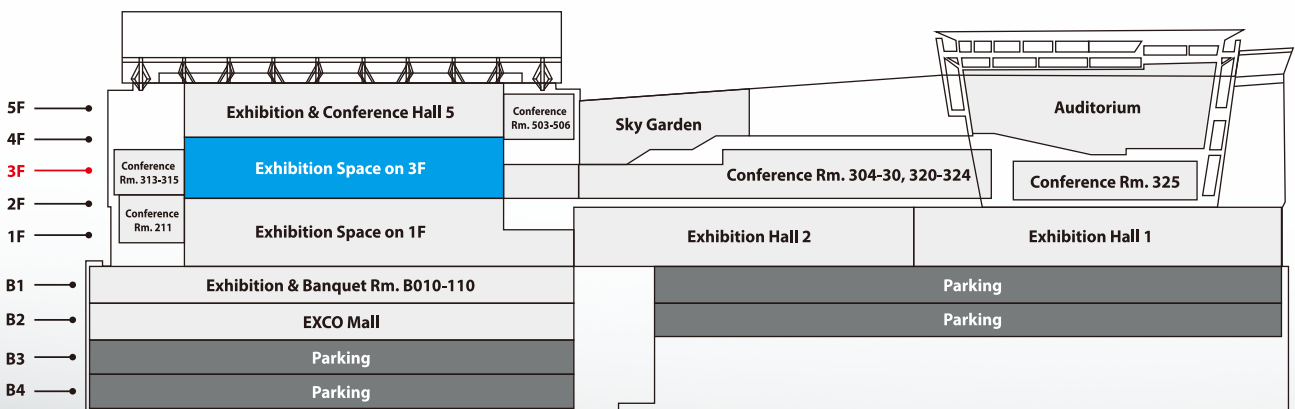 5F
4F
3F
2F
1F
B1
B2
B3
B4
Exhibition & Conference Hall 5
Conference
Rm. 503-506
Sky Garden
Auditorium
Conference
Rm. 313-315
Exhibition Space on 3F
Conference Rm. 304-30, 320-324
Conference Rm. 325
Conference
Rm. 211
Exhibition Space on 1F
Exhibition Hall 2
Exhibition Hall 1
Exhibition & Banquet Rm. B010-110
Parking
EXCO Mall
Parking
Parking
Parking